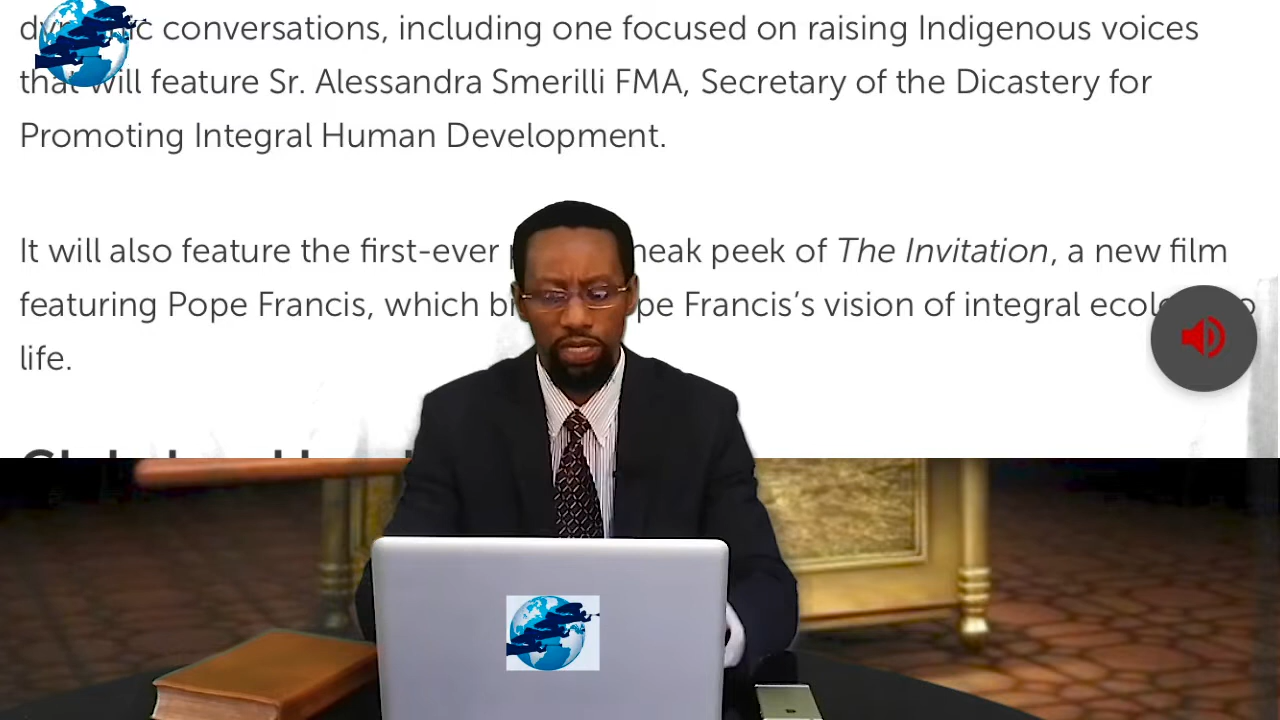 conversations, including one focused on raising Indigenous voices
that will feature Sr. Alessandra Smerilli FMA, Secretary of the Dicastery for
Promoting Integral Human Development.
It will also feature the first-ever peek of The Invitation, a new film
featuring Pope Francis, which Francis's vision of integral
life.